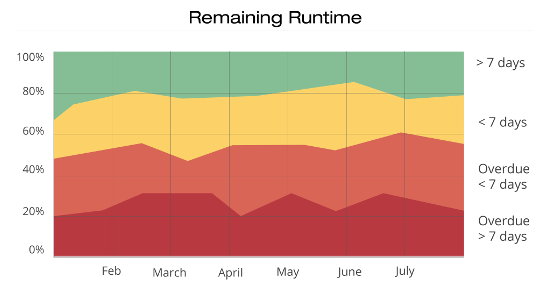 Remaining Runtime
100%
80%
60%
40%
20%
0%
> 7 days
< 7 days
Overdue
< 7 days
Overdue
> 7 days
Feb
March
April
May
June
July